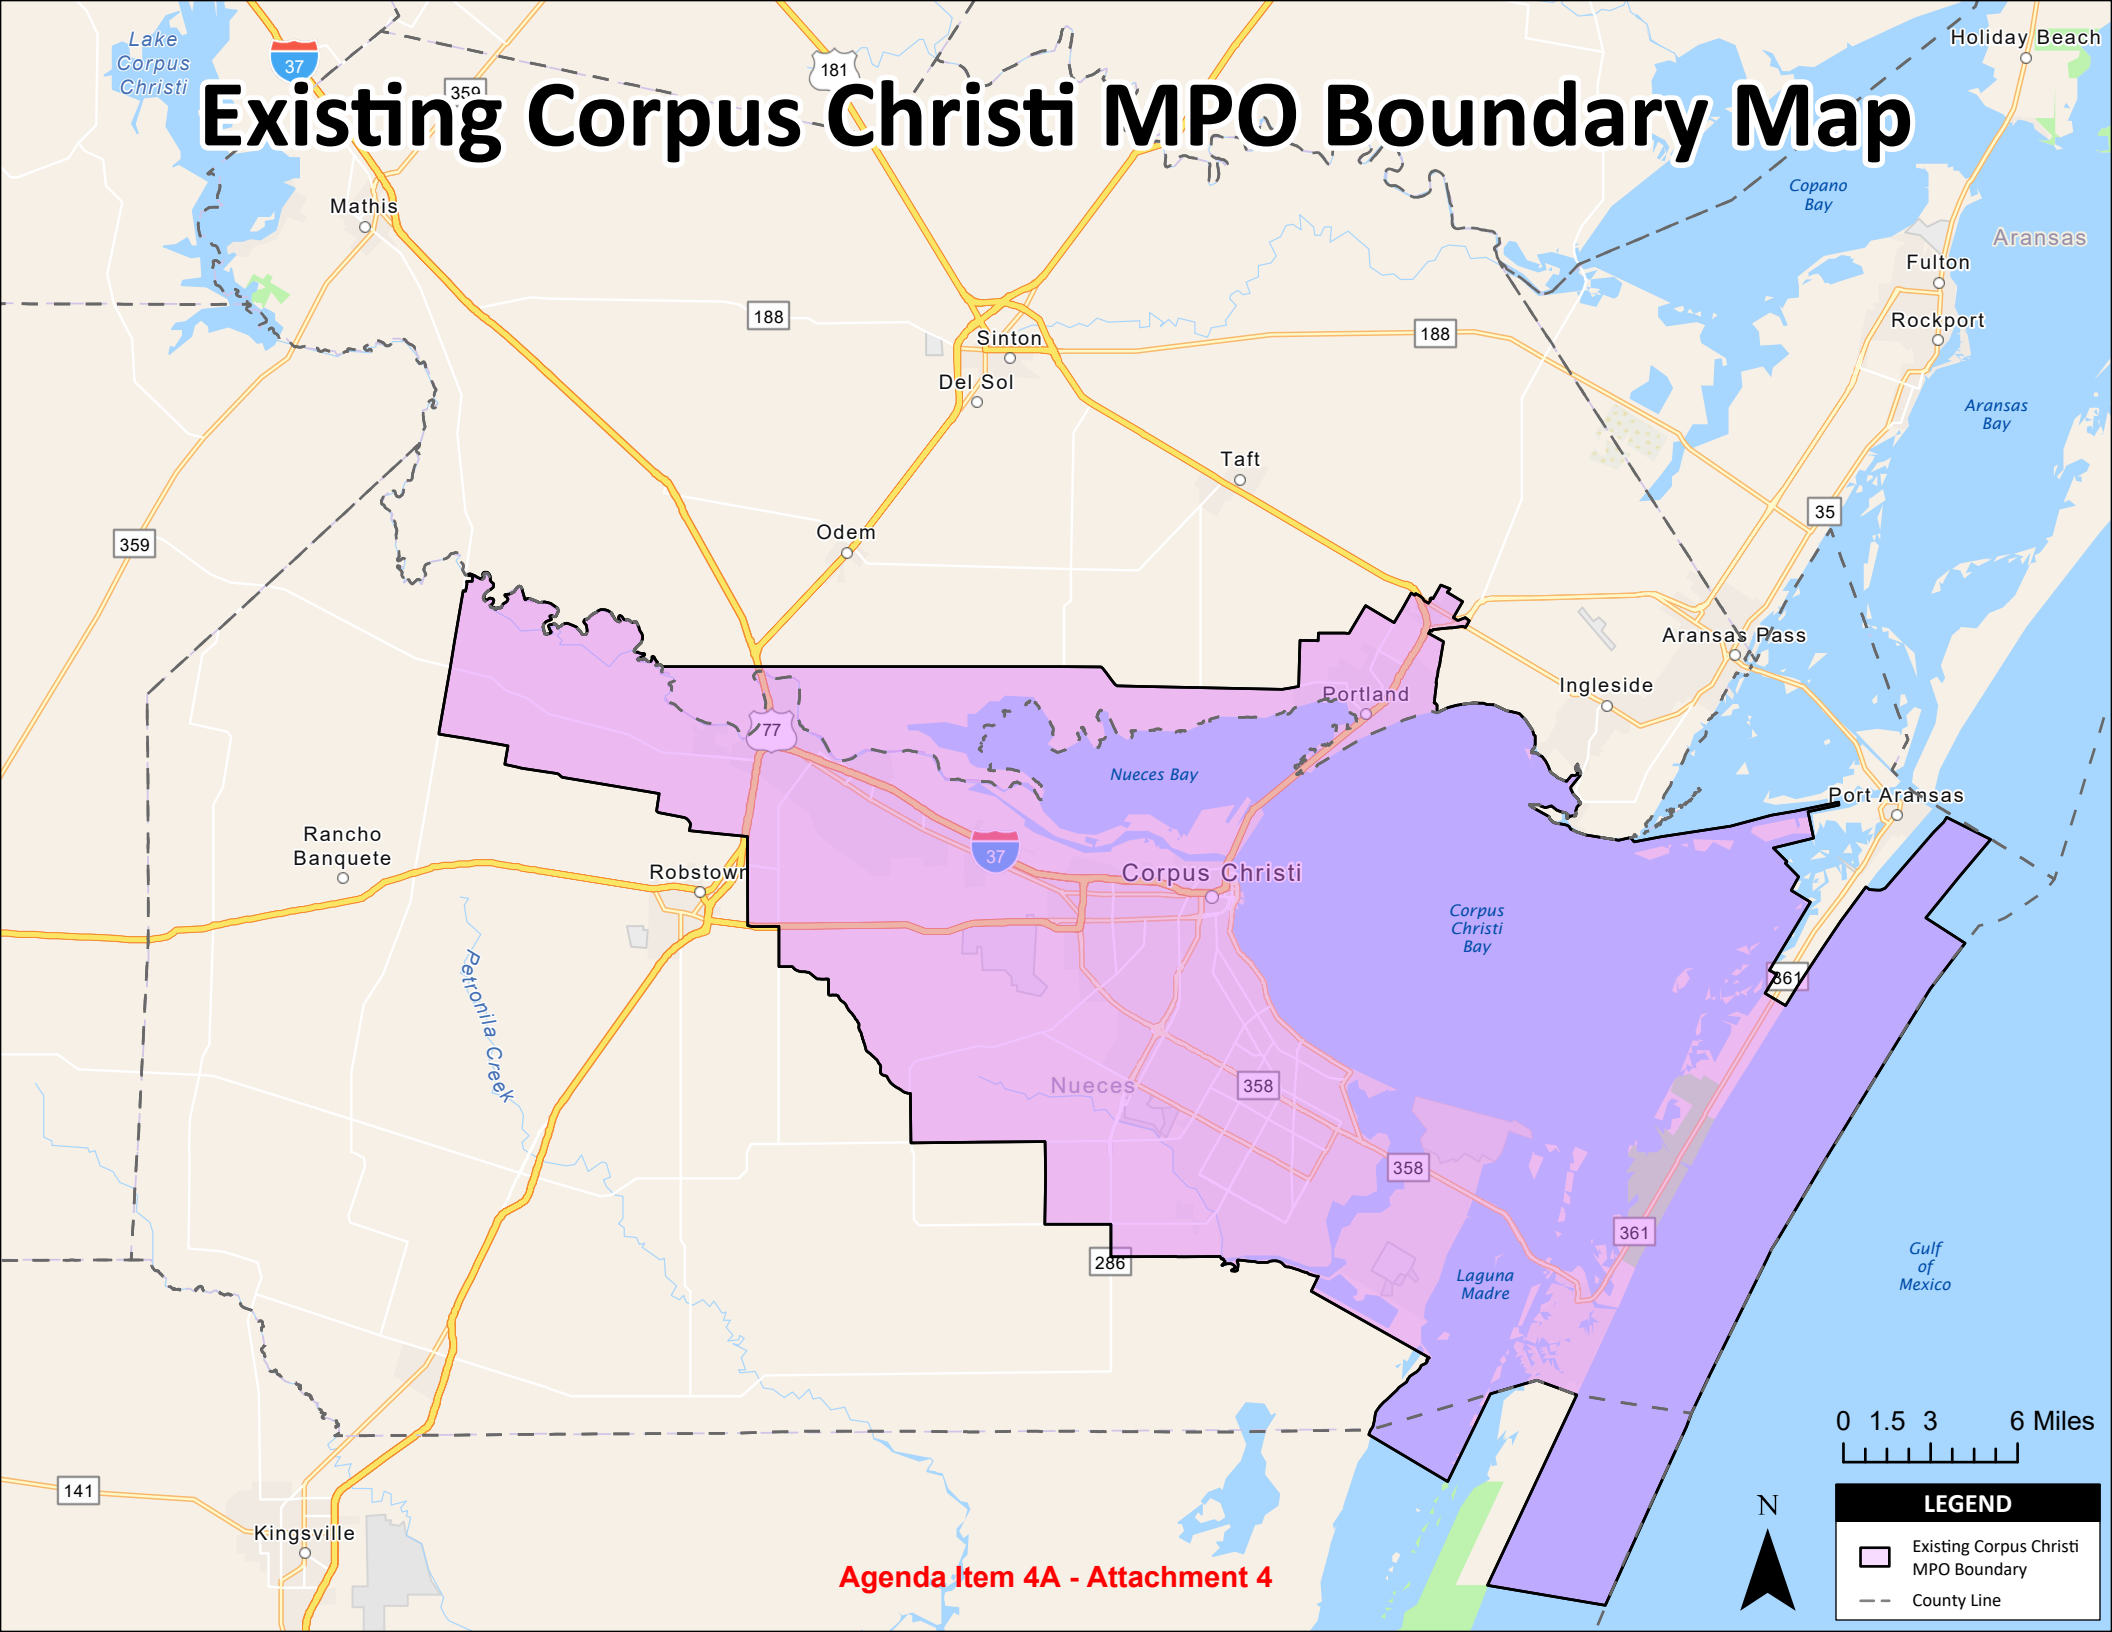 Existing Corpus Christi MPO Boundary Map
Lake
Corpus
Christi
37
359
181
Holiday Beach
Copano
Bay
Aransas
Mathis
Fulton
Rockport
188
Sinton
188
Del Sol
Aransas
Bay
Taft
35
Odem
359
Aransas Pass
Ingleside
Portland
77
Nueces Bay
Port Aransas
Rancho
Banquete
37
Robstown
Corpus Christi
Corpus
Christi
Bay
361
Petronila Creek
Nueces
358
358
361
286
Laguna
Madre
Gulf
of
Mexico
141
Kingsville
0 1.5 3 6 Miles
N
LEGEND
Existing Corpus Christi
MPO Boundary
County Line
Agenda Item 4A - Attachment 4